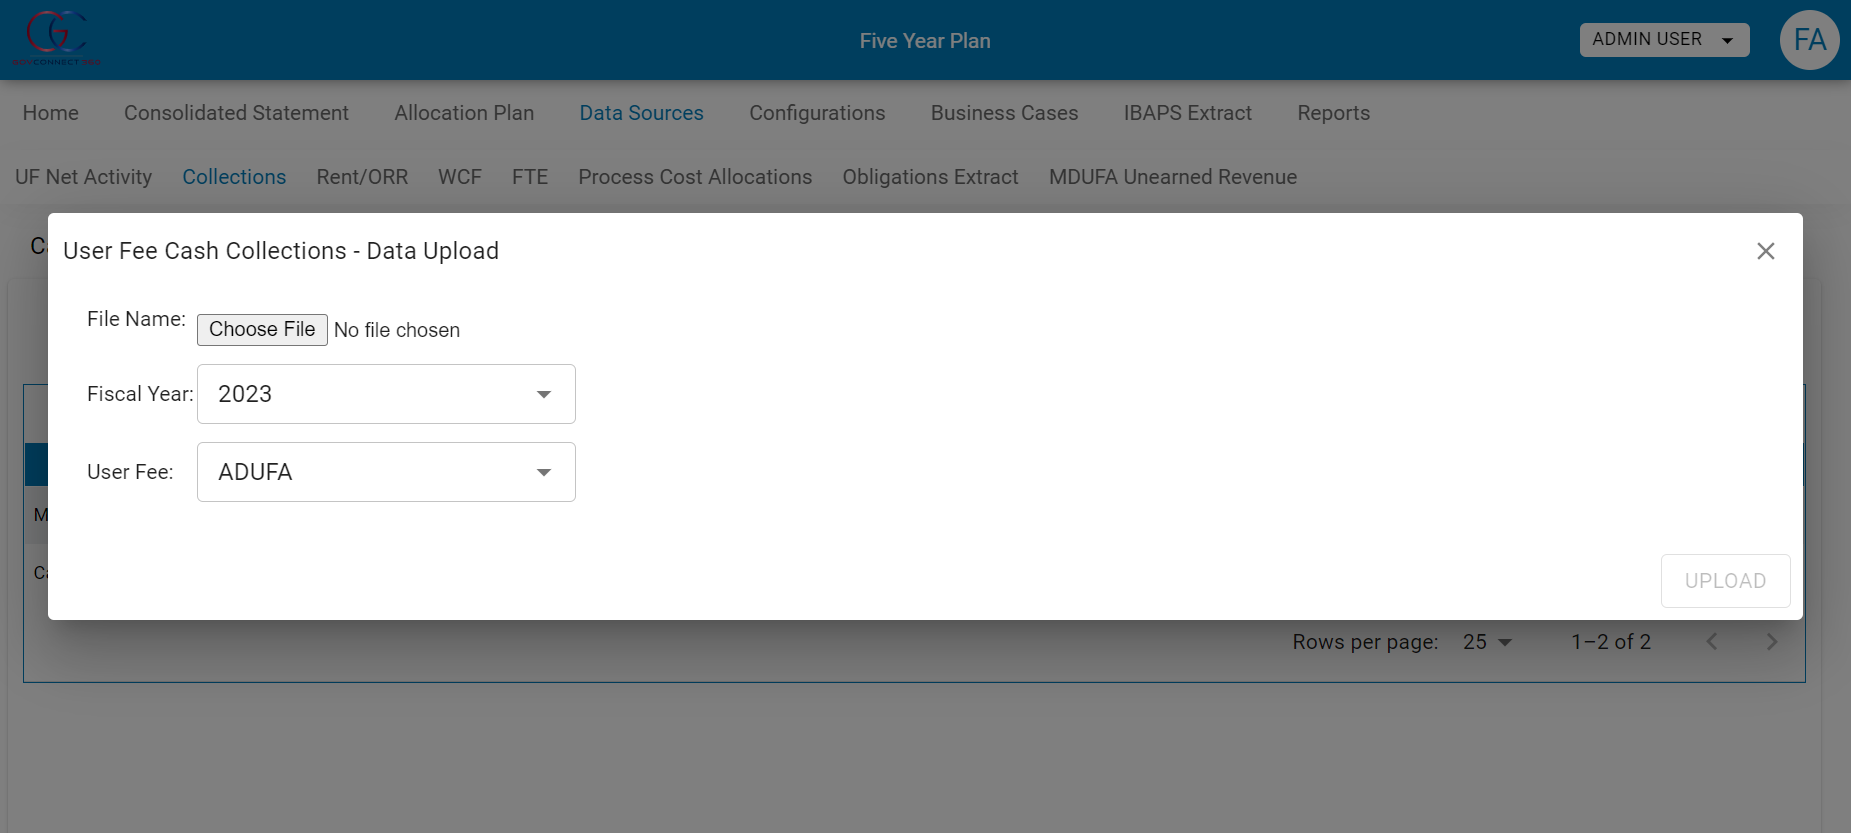 Five Year Plan
ADMIN USER
FA
Home Consolidated Statement Allocation Plan Data Sources Configurations Business Cases IBAPS Extract Reports
UF Net Activity Collections Rent/ORR WCF FTE Process Cost Allocations Obligations Extract MDUFA Unearned Revenue
User Fee Cash Collections - Data Upload
File Name: Choose File No file chosen
Fiscal Year: 2023
User Fee: ADUFA
UPLOAD
Rows per page: 25 1–2 of 2